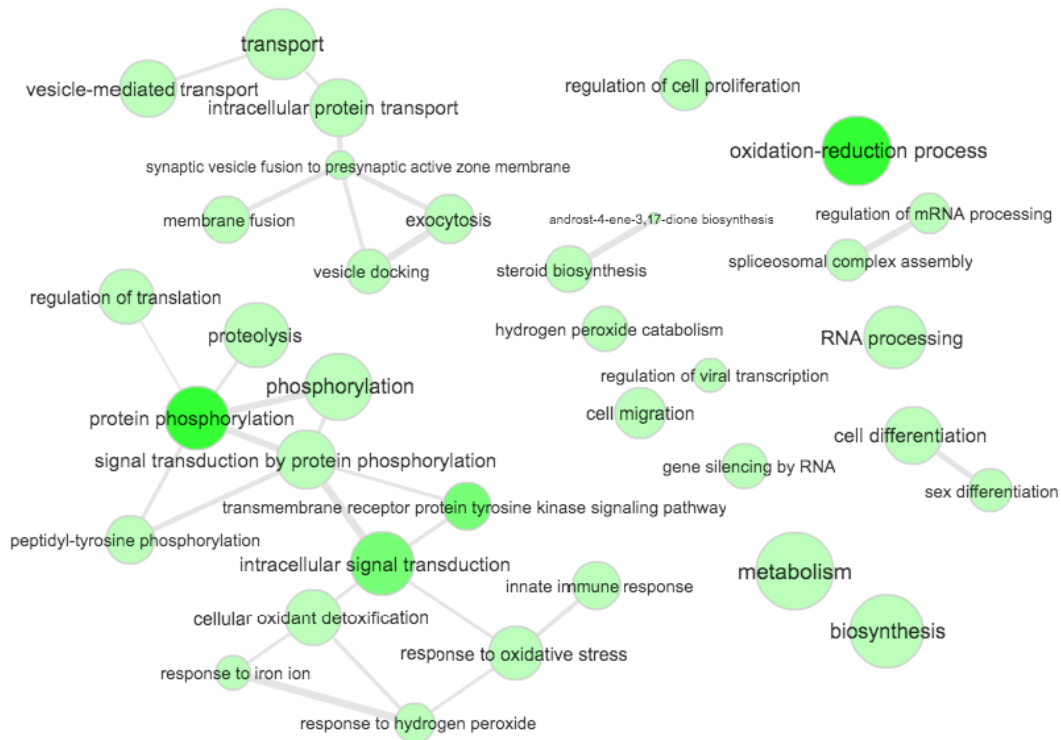 transport
vesicle-mediated transport
intracellular protein transport
regulation of cell proliferation
oxidation-reduction process
synaptic vesicle fusion to presynaptic active zone membrane
membrane fusion
exocytosis
androst-4-ene-3,17-dione biosynthesis
regulation of mRNA processing
vesicle docking
steroid biosynthesis
spliceosomal complex assembly
regulation of translation
proteolysis
hydrogen peroxide catabolism
RNA processing
phosphorylation
regulation of viral transcription
protein phosphorylation
cell migration
cell differentiation
signal transduction by protein phosphorylation
gene silencing by RNA
sex differentiation
transmembrane receptor protein tyrosine kinase signaling pathway
peptidyl-tyrosine phosphorylation
intracellular signal transduction
metabolism
innate immune response
cellular oxidant detoxification
biosynthesis
response to oxidative stress
response to iron ion
response to hydrogen peroxide